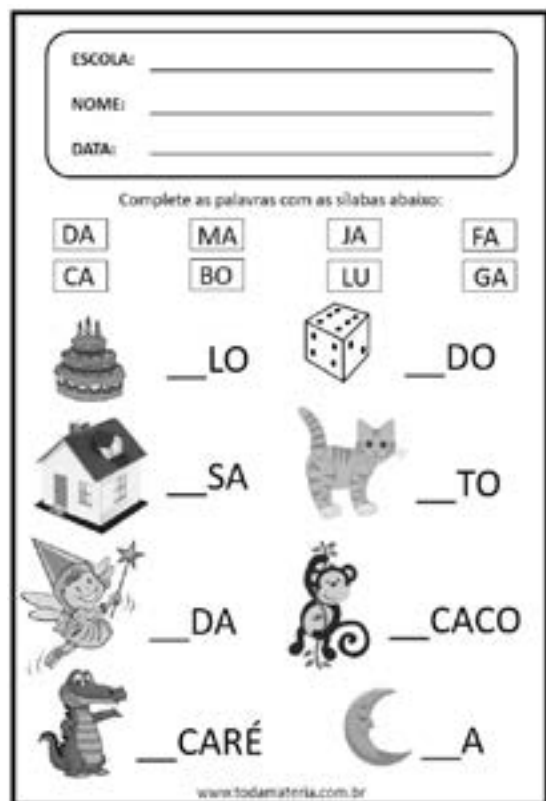 ESCOLA:
NOME:
DATA:
Complete as palavras com as sílabas abaixo:
DA MA JA FA
CA BO LU GA
__LO __DO
__SA __TO
__DA __CACO
__CARÉ __A
www.todamateria.com.br